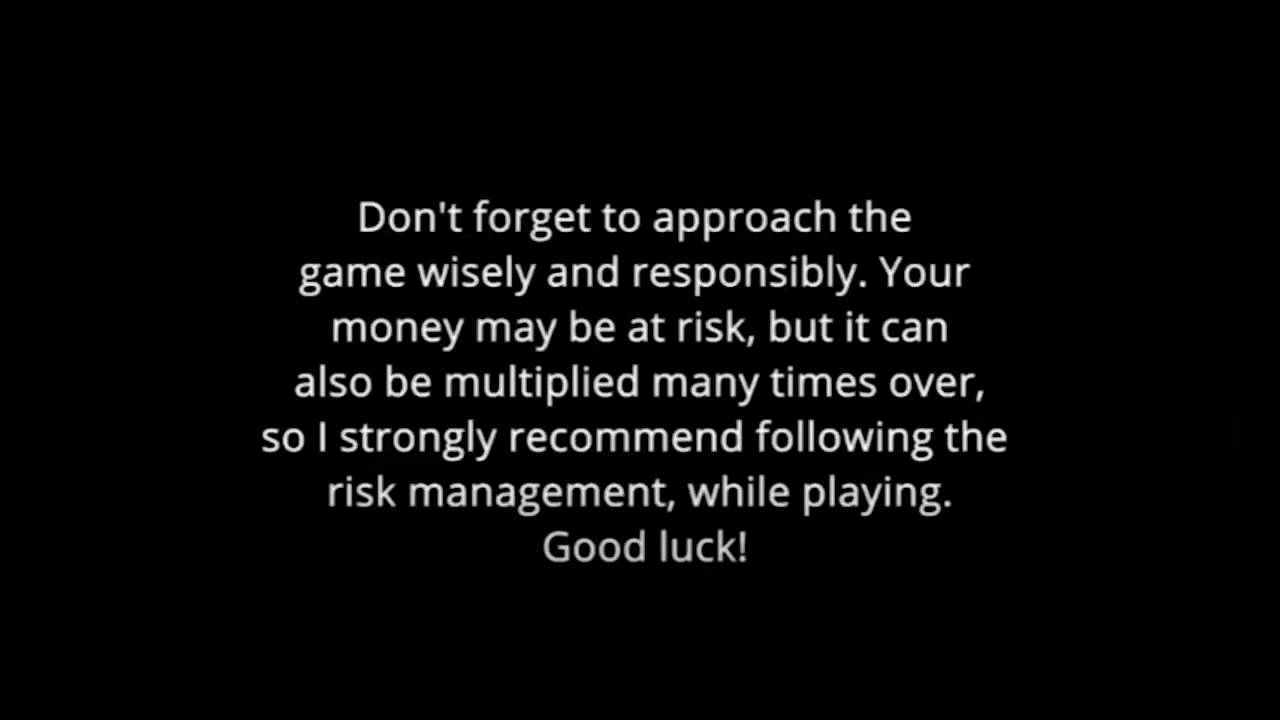 Don't forget to approach the
game wisely and responsibly. Your
money may be at risk, but it can
also be multiplied many times over,
so I strongly recommend following the
risk management, while playing.
Good luck!